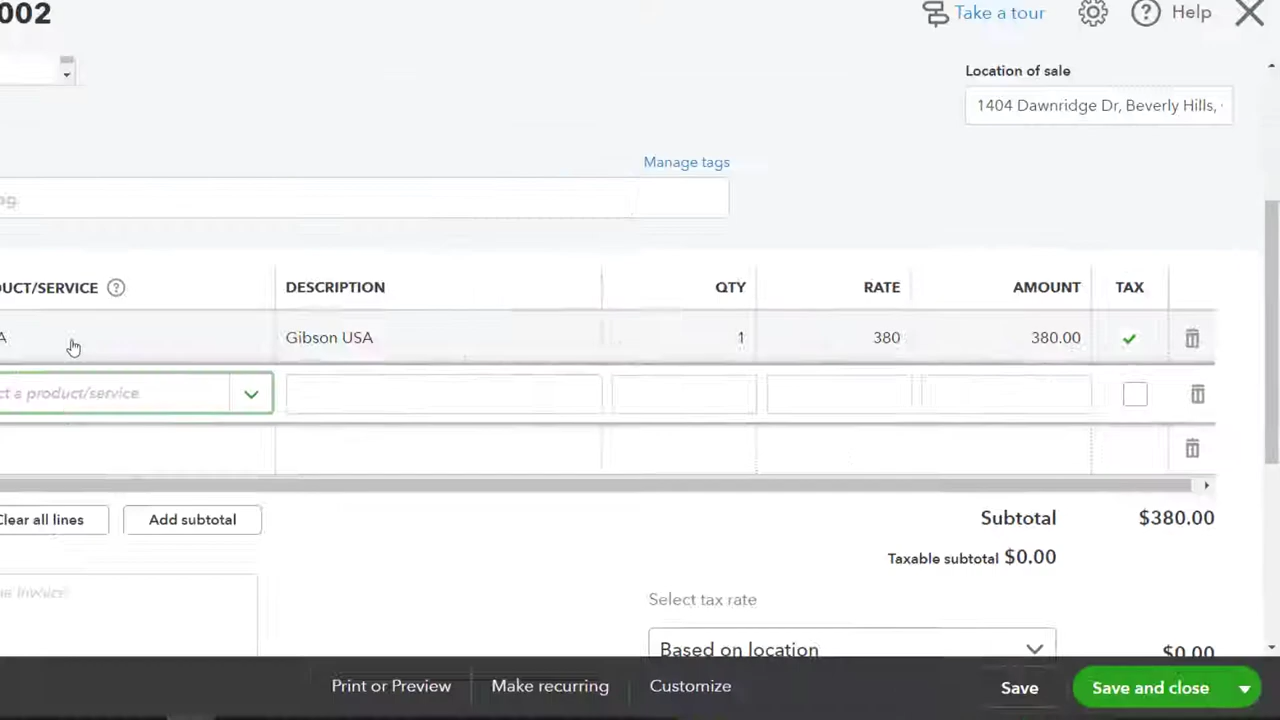 002
Take a tour
Help
Location of sale
1404 Dawnridge Dr, Beverly Hills,
Manage tags
UCT/SERVICE DESCRIPTION QTY RATE AMOUNT TAX
A Gibson USA 1 380 380.00
ct a product/service
Clear all lines Add subtotal Subtotal $380.00
Taxable subtotal $0.00
invoice
Select tax rate
Based on location $0.00
Print or Preview Make recurring Customize Save Save and close